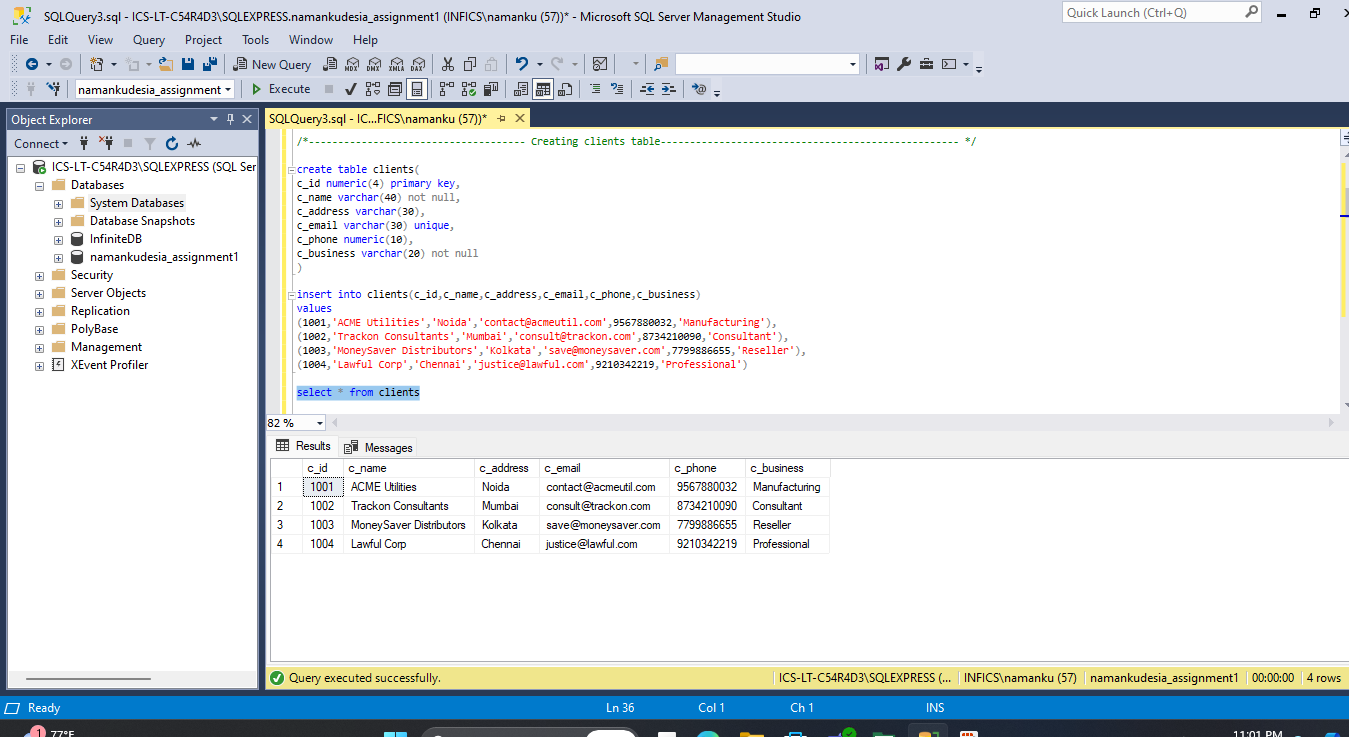 SQLQuery3.sql - ICS-LT-C54R4D3\SQLEXPRESS.namankudesia_assignment1 (INFICS\namanku (57))* - Microsoft SQL Server Management Studio
Quick Launch (Ctrl+Q)
File Edit View Query Project Tools Window Help
New Query MDX DMX XMLA DAX
namankudesia_assignment Execute
Object Explorer
Connect
ICS-LT-C54R4D3\SQLEXPRESS (SQL Ser
Databases
System Databases
Database Snapshots
InfiniteDB
namankudesia_assignment1
Security
Server Objects
Replication
PolyBase
Management
XEvent Profiler
SQLQuery3.sql - IC...FICS\namanku (57))*
/*----------------------------------- Creating clients table------------------------------------------------ */
create table clients(
c_id numeric(4) primary key,
c_name varchar(40) not null,
c_address varchar(30),
c_email varchar(30) unique,
c_phone numeric(10),
c_business varchar(20) not null
)
insert into clients(c_id,c_name,c_address,c_email,c_phone,c_business)
values
(1001,'ACME Utilities','Noida','contact@acmeutil.com',9567880032,'Manufacturing'),
(1002,'Trackon Consultants','Mumbai','consult@trackon.com',8734210090,'Consultant'),
(1003,'MoneySaver Distributors','Kolkata','save@moneysaver.com',7799886655,'Reseller'),
(1004,'Lawful Corp','Chennai','justice@lawful.com',9210342219,'Professional')
select * from clients
82 %
Results Messages
c_id c_name c_address c_email c_phone c_business
1 1001 ACME Utilities Noida contact@acmeutil.com 9567880032 Manufacturing
2 1002 Trackon Consultants Mumbai consult@trackon.com 8734210090 Consultant
3 1003 MoneySaver Distributors Kolkata save@moneysaver.com 7799886655 Reseller
4 1004 Lawful Corp Chennai justice@lawful.com 9210342219 Professional
Query executed successfully. ICS-LT-C54R4D3\SQLEXPRESS (... INFICS\namanku (57) namankudesia_assignment1 00:00:00 4 rows
Ready Ln 36 Col 1 Ch 1 INS
1 77°F 11:01 PM